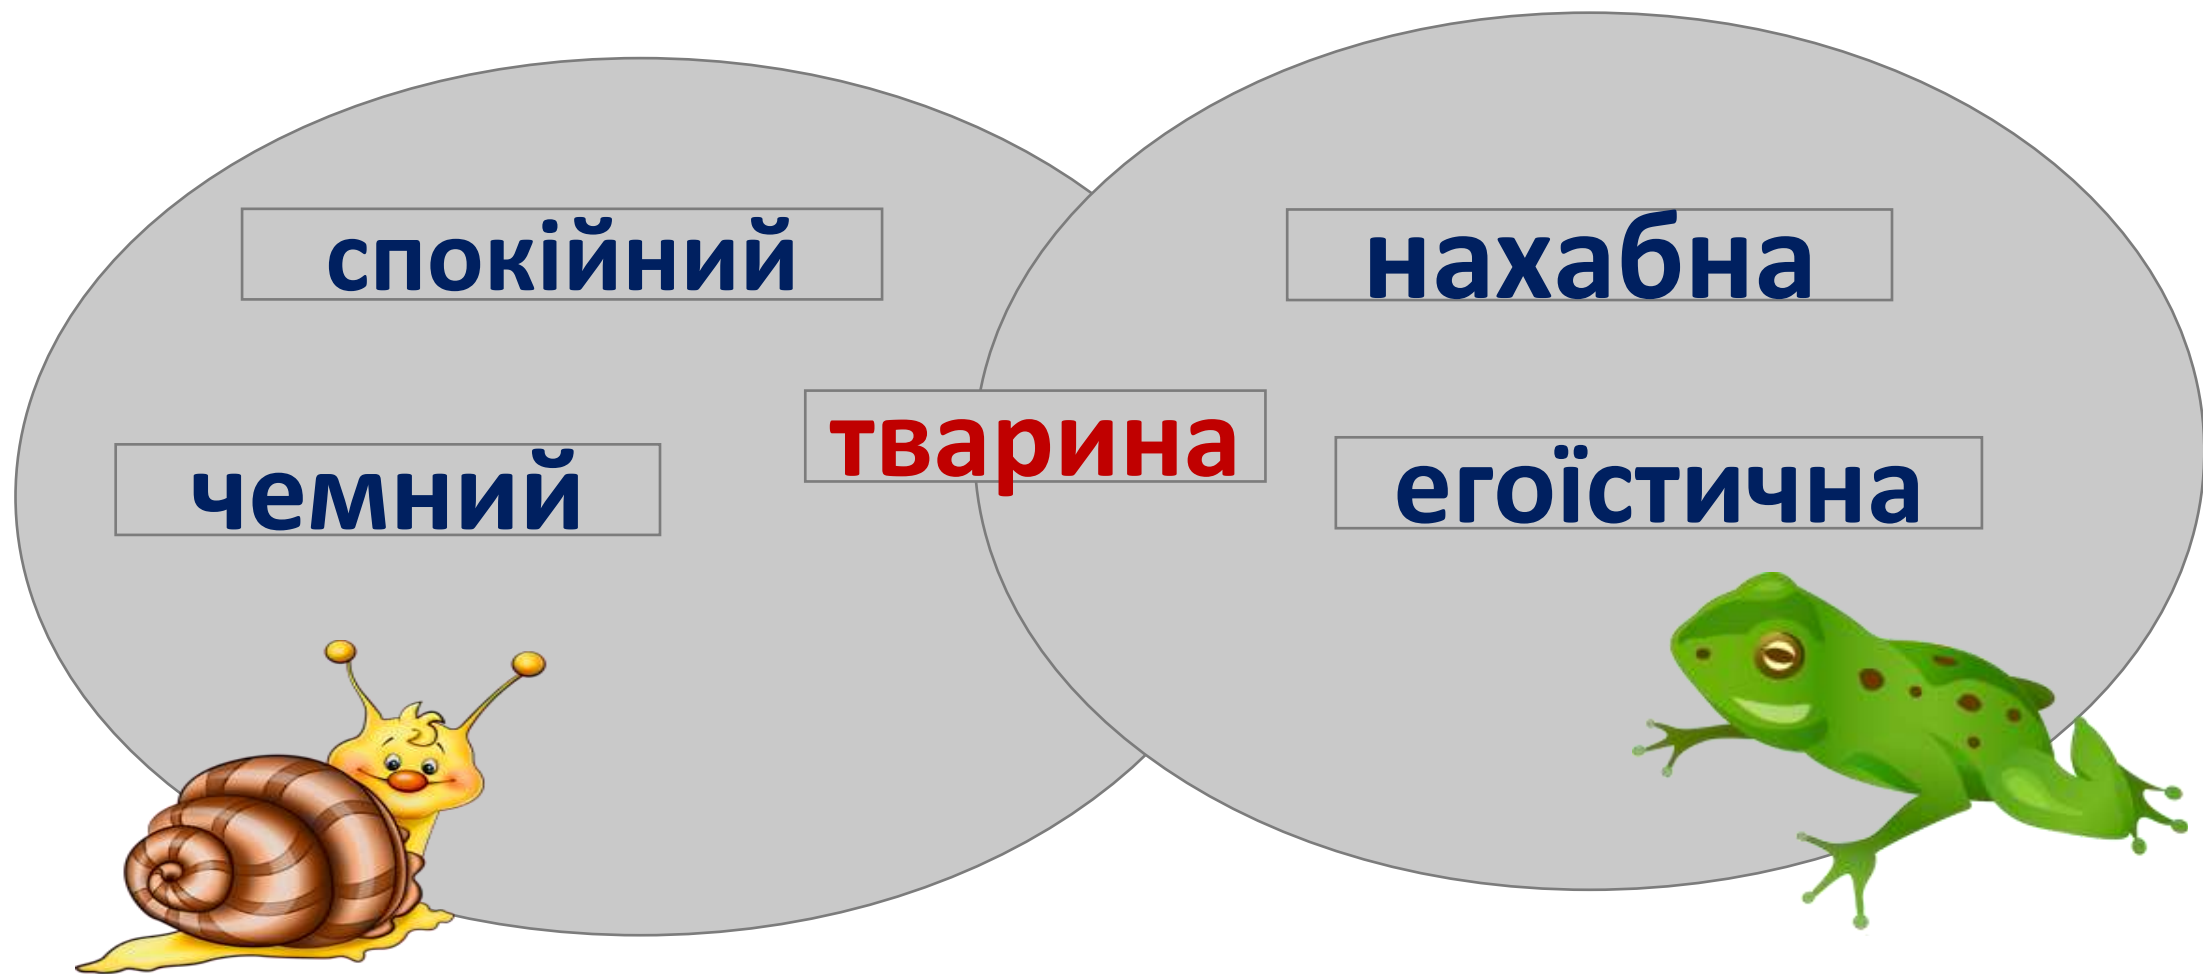 спокійний
нахабна
тварина
чемний
егоїстична